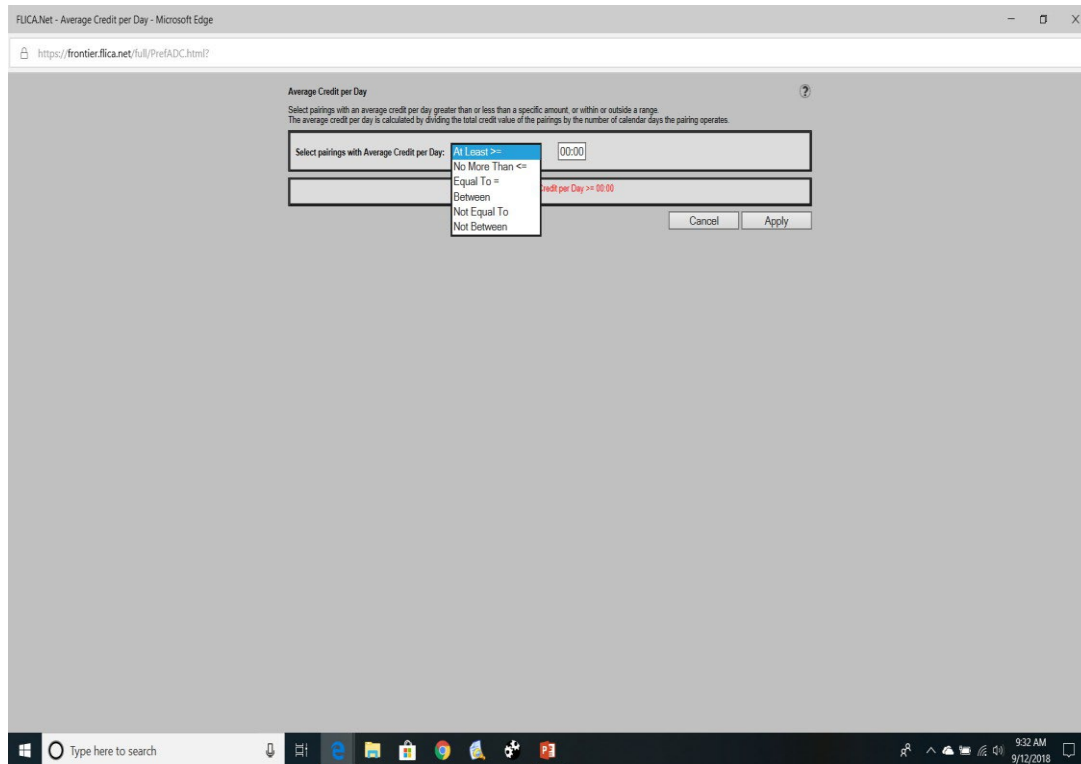 FLICA.Net - Average Credit per Day - Microsoft Edge
https://frontier.flica.net/full/PrefADC.html?
Average Credit per Day
Select pairings with an average credit per day greater than or less than a specific amount, or within or outside a range.
The average credit per day is calculated by dividing the total credit value of the pairings by the number of calendar days the pairing operates.
Select pairings with Average Credit per Day: At Least >= 00:00
No More Than <=
Equal To =
Between
Not Equal To
Not Between
redit per Day >= 00:00
Cancel Apply
Type here to search
9:32 AM
9/12/2018